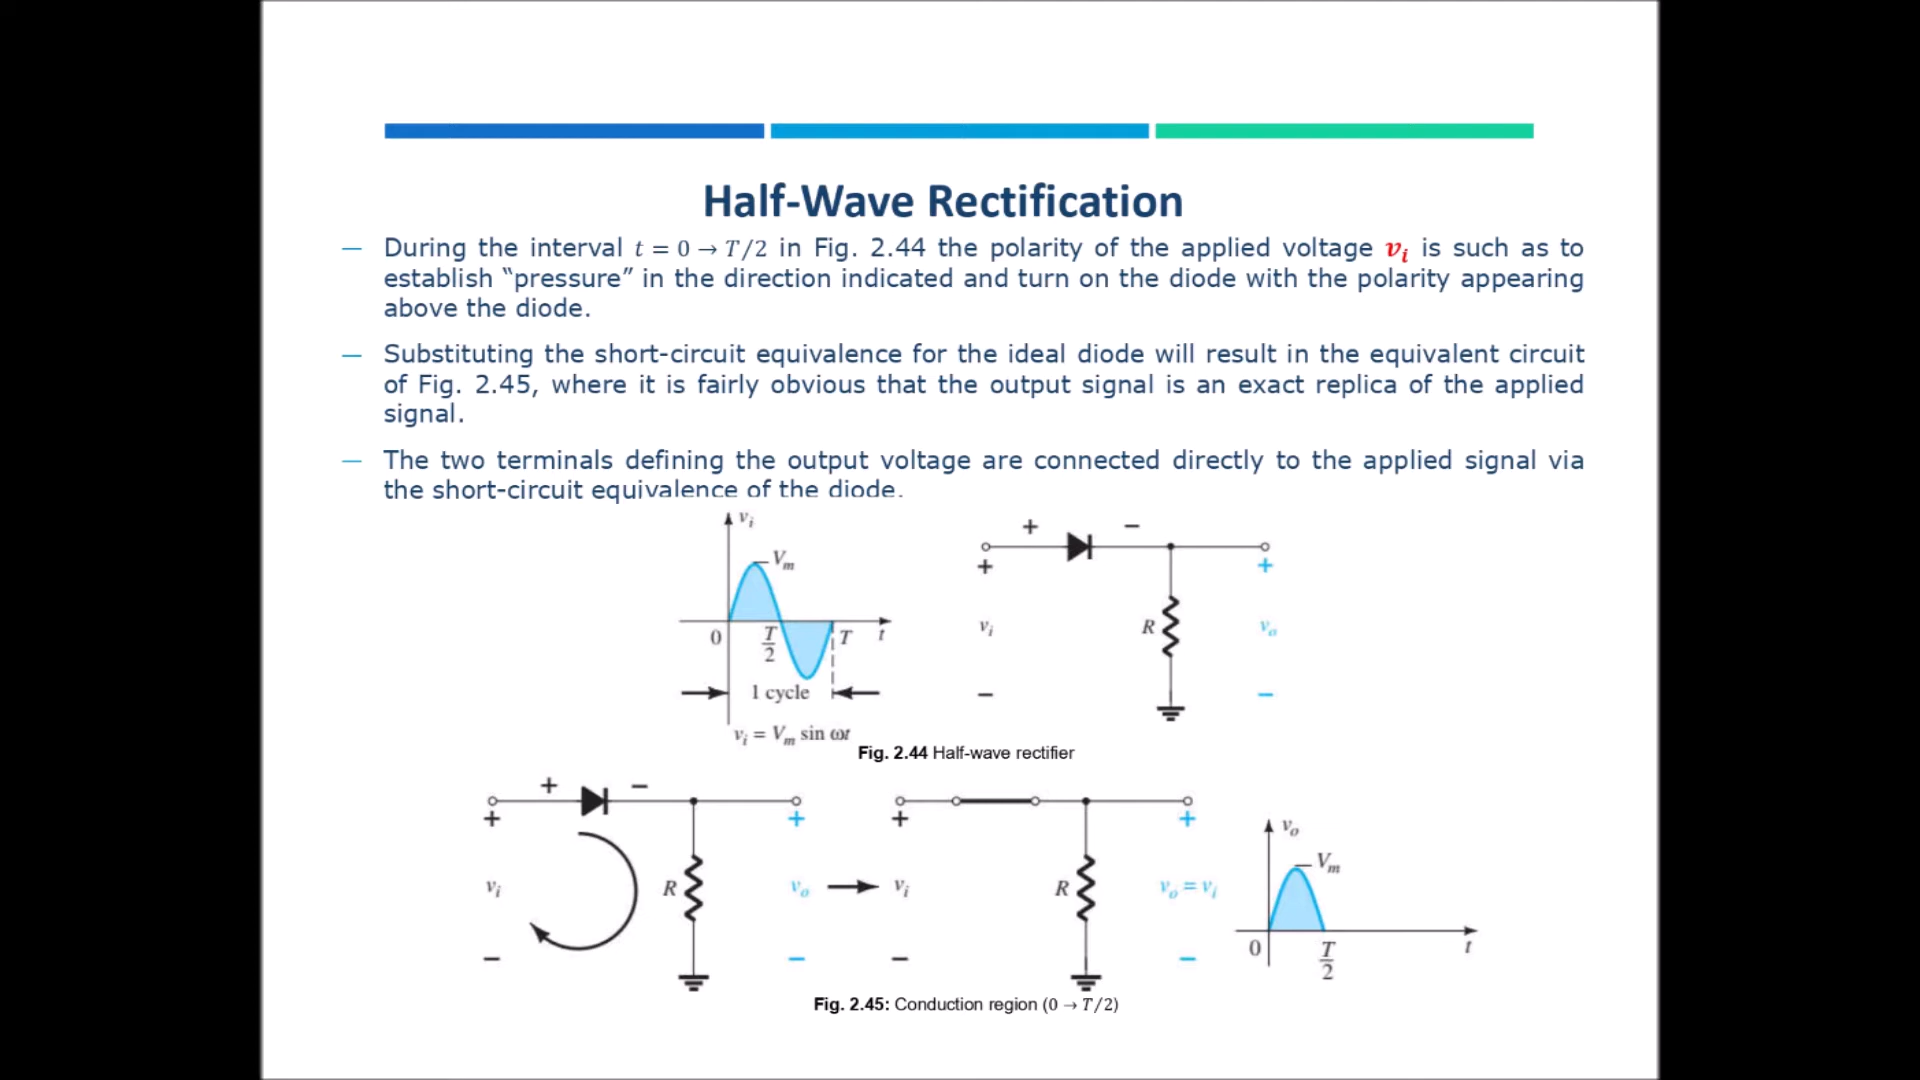 Half-Wave Rectification
— During the interval t = 0 → T/2 in Fig. 2.44 the polarity of the applied voltage vᵢ is such as to
establish “pressure” in the direction indicated and turn on the diode with the polarity appearing
above the diode.
— Substituting the short-circuit equivalence for the ideal diode will result in the equivalent circuit
of Fig. 2.45, where it is fairly obvious that the output signal is an exact replica of the applied
signal.
— The two terminals defining the output voltage are connected directly to the applied signal via
the short-circuit equivalence of the diode.
vᵢ
Vₘ
0 T/2 T t
1 cycle
vᵢ = Vₘ sin ωt
+ −
+ +
vᵢ R vₒ
− −
Fig. 2.44 Half-wave rectifier
+ −
+ + + +
vᵢ R vₒ vᵢ R vₒ = vᵢ
− − − −
vₒ
Vₘ
0 T/2 t
Fig. 2.45: Conduction region (0 → T/2)